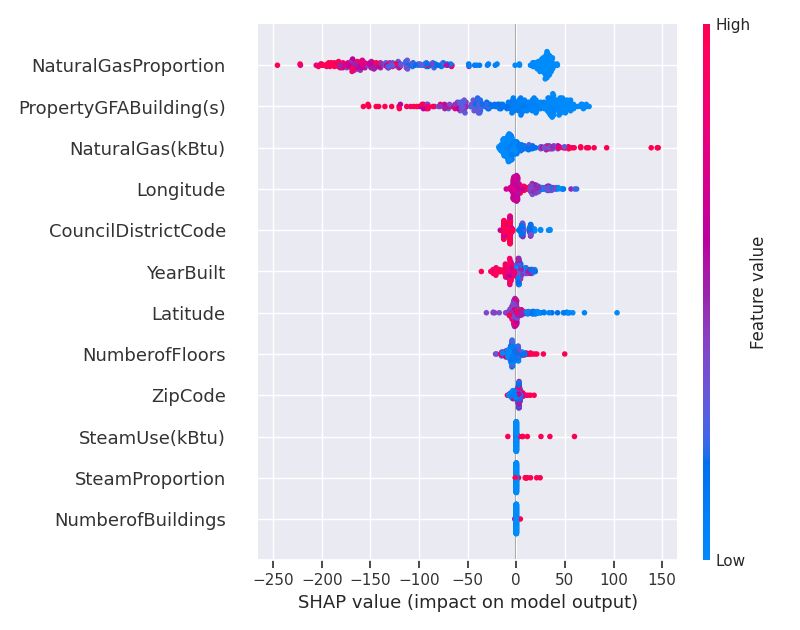 High
NaturalGasProportion
PropertyGFABuilding(s)
NaturalGas(kBtu)
Longitude
CouncilDistrictCode
YearBuilt
Latitude
NumberofFloors
ZipCode
SteamUse(kBtu)
SteamProportion
NumberofBuildings
Feature value
Low
−250 −200 −150 −100 −50 0 50 100 150
SHAP value (impact on model output)